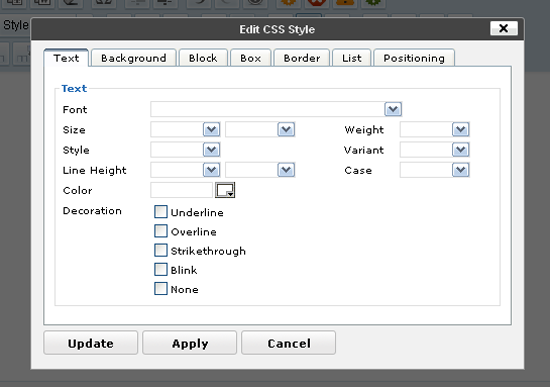 Style
Edit CSS Style
Text Background Block Box Border List Positioning
Text
Font
Size Weight
Style Variant
Line Height Case
Color
Decoration Underline
Overline
Strikethrough
Blink
None
Update Apply Cancel